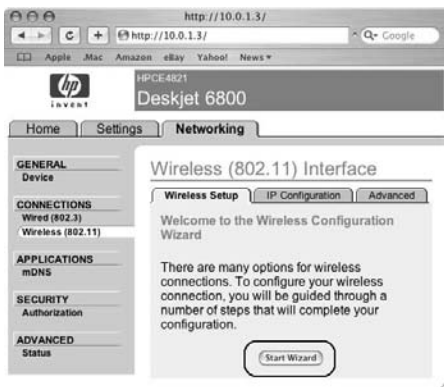 http://10.0.1.3/
http://10.0.1.3/
Google
Apple .Mac Amazon eBay Yahoo! News
hp
invent
HPCE4821
Deskjet 6800
Home Settings Networking
GENERAL
Device
CONNECTIONS
Wired (802.3)
Wireless (802.11)
APPLICATIONS
mDNS
SECURITY
Authorization
ADVANCED
Status
Wireless (802.11) Interface
Wireless Setup IP Configuration Advanced
Welcome to the Wireless Configuration
Wizard
There are many options for wireless
connections. To configure your wireless
connection, you will be guided through a
number of steps that will complete your
configuration.
Start Wizard